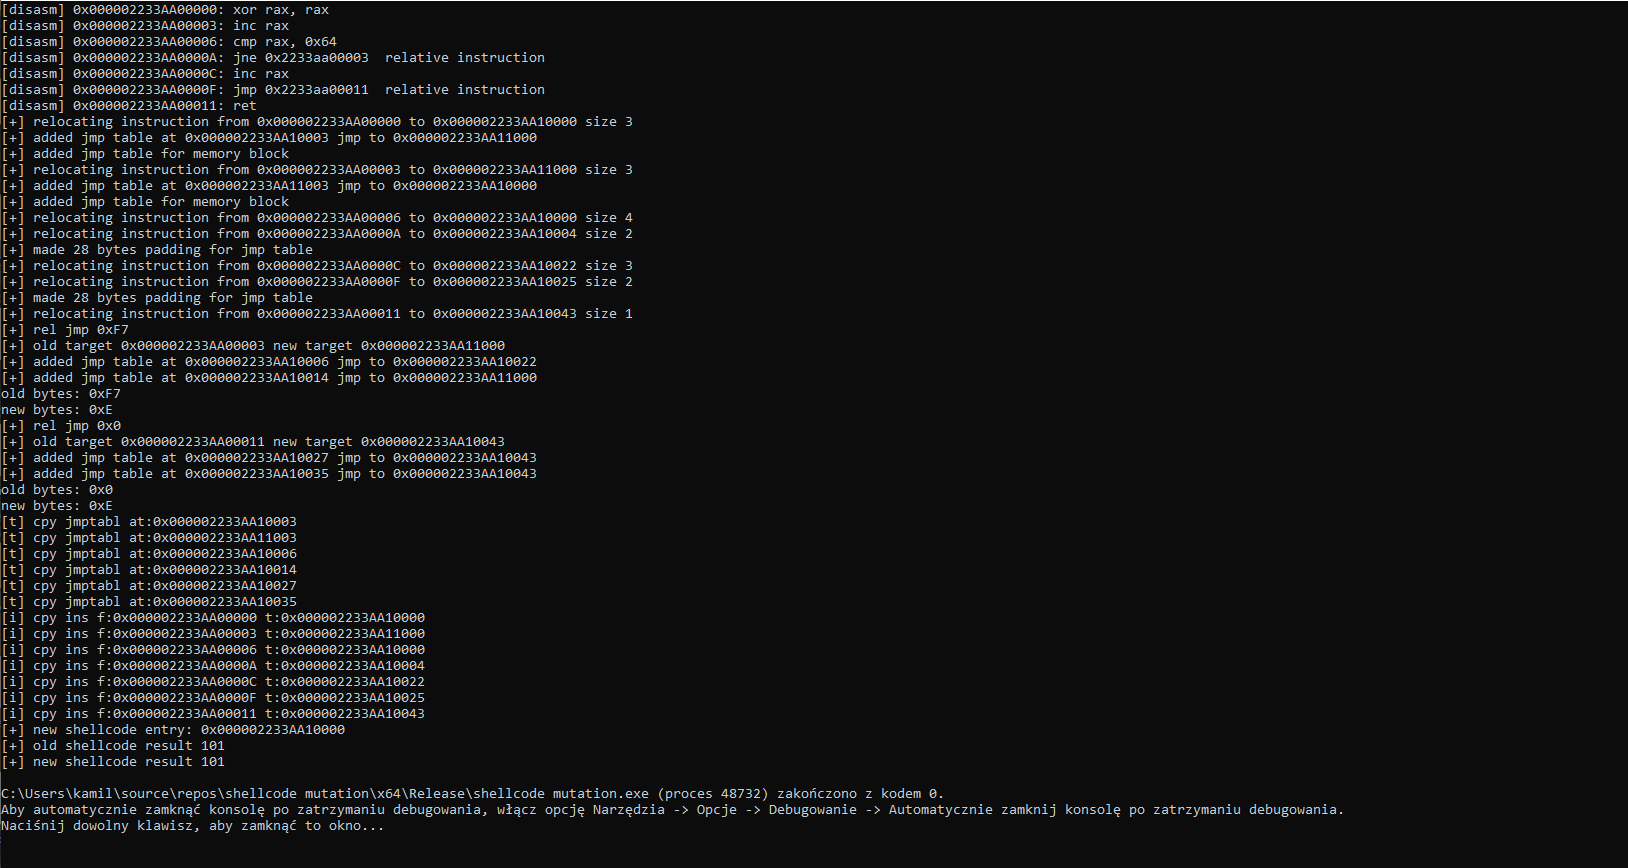 [disasm] 0x000002233AA00000: xor rax, rax
[disasm] 0x000002233AA00003: inc rax
[disasm] 0x000002233AA00006: cmp rax, 0x64
[disasm] 0x000002233AA0000A: jne 0x2233aa00003  relative instruction
[disasm] 0x000002233AA0000C: inc rax
[disasm] 0x000002233AA0000F: jmp 0x2233aa00011  relative instruction
[disasm] 0x000002233AA00011: ret
[+] relocating instruction from 0x000002233AA00000 to 0x000002233AA10000 size 3
[+] added jmp table at 0x000002233AA10003 jmp to 0x000002233AA11000
[+] added jmp table for memory block
[+] relocating instruction from 0x000002233AA00003 to 0x000002233AA11000 size 3
[+] added jmp table at 0x000002233AA11003 jmp to 0x000002233AA10000
[+] added jmp table for memory block
[+] relocating instruction from 0x000002233AA00006 to 0x000002233AA10000 size 4
[+] relocating instruction from 0x000002233AA0000A to 0x000002233AA10004 size 2
[+] made 28 bytes padding for jmp table
[+] relocating instruction from 0x000002233AA0000C to 0x000002233AA10022 size 3
[+] relocating instruction from 0x000002233AA0000F to 0x000002233AA10025 size 2
[+] made 28 bytes padding for jmp table
[+] relocating instruction from 0x000002233AA00011 to 0x000002233AA10043 size 1
[+] rel jmp 0xF7
[+] old target 0x000002233AA00003 new target 0x000002233AA11000
[+] added jmp table at 0x000002233AA10006 jmp to 0x000002233AA10022
[+] added jmp table at 0x000002233AA10014 jmp to 0x000002233AA11000
old bytes: 0xF7
new bytes: 0xE
[+] rel jmp 0x0
[+] old target 0x000002233AA00011 new target 0x000002233AA10043
[+] added jmp table at 0x000002233AA10027 jmp to 0x000002233AA10043
[+] added jmp table at 0x000002233AA10035 jmp to 0x000002233AA10043
old bytes: 0x0
new bytes: 0xE
[t] cpy jmptabl at:0x000002233AA10003
[t] cpy jmptabl at:0x000002233AA11003
[t] cpy jmptabl at:0x000002233AA10006
[t] cpy jmptabl at:0x000002233AA10014
[t] cpy jmptabl at:0x000002233AA10027
[t] cpy jmptabl at:0x000002233AA10035
[i] cpy ins f:0x000002233AA00000 t:0x000002233AA10000
[i] cpy ins f:0x000002233AA00003 t:0x000002233AA11000
[i] cpy ins f:0x000002233AA00006 t:0x000002233AA10000
[i] cpy ins f:0x000002233AA0000A t:0x000002233AA10004
[i] cpy ins f:0x000002233AA0000C t:0x000002233AA10022
[i] cpy ins f:0x000002233AA0000F t:0x000002233AA10025
[i] cpy ins f:0x000002233AA00011 t:0x000002233AA10043
[+] new shellcode entry: 0x000002233AA10000
[+] old shellcode result 101
[+] new shellcode result 101
C:\Users\kamil\source\repos\shellcode mutation\x64\Release\shellcode mutation.exe (proces 48732) zakończono z kodem 0.
Aby automatycznie zamknąć konsolę po zatrzymaniu debugowania, włącz opcję Narzędzia -> Opcje -> Debugowanie -> Automatycznie zamknij konsolę po zatrzymaniu debugowania.
Naciśnij dowolny klawisz, aby zamknąć to okno...